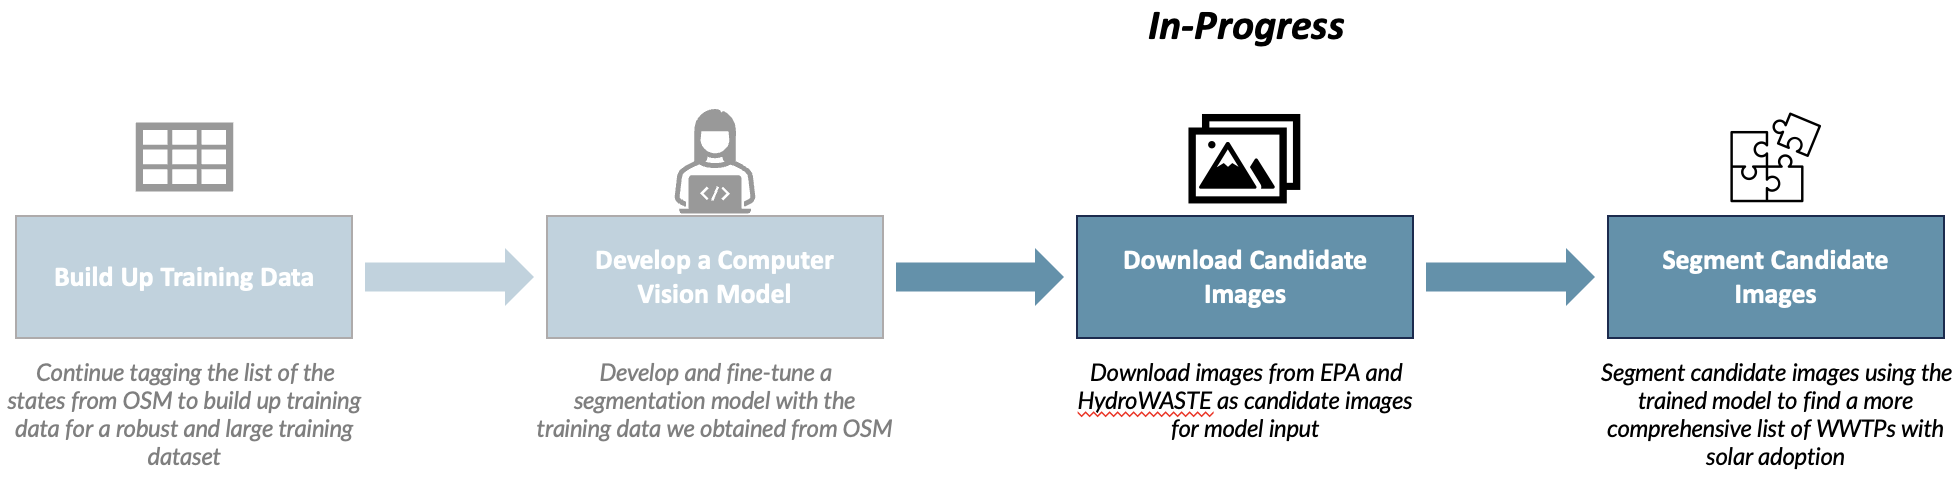 In-Progress
</>
Build Up Training Data
Develop a Computer
Vision Model
Download Candidate
Images
Segment Candidate
Images
Continue tagging the list of the
states from OSM to build up training
data for a robust and large training
dataset
Develop and fine-tune a
segmentation model with the
training data we obtained from OSM
Download images from EPA and
HydroWASTE as candidate images
for model input
Segment candidate images using the
trained model to find a more
comprehensive list of WWTPs with
solar adoption